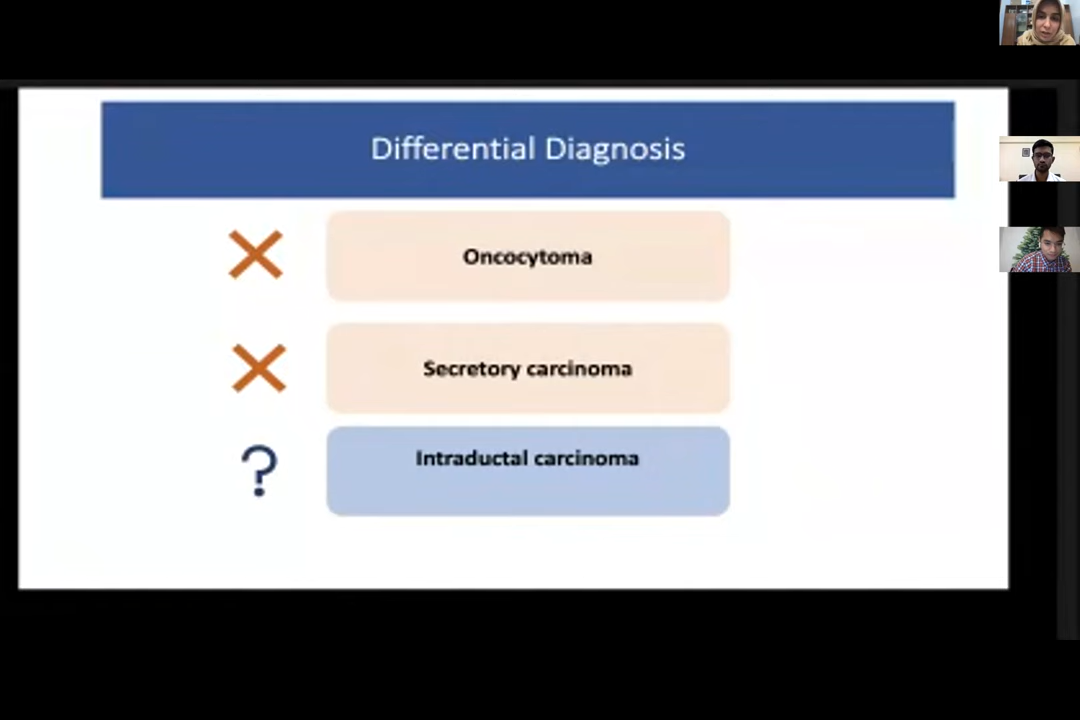 Differential Diagnosis
Oncocytoma
Secretory carcinoma
?
Intraductal carcinoma